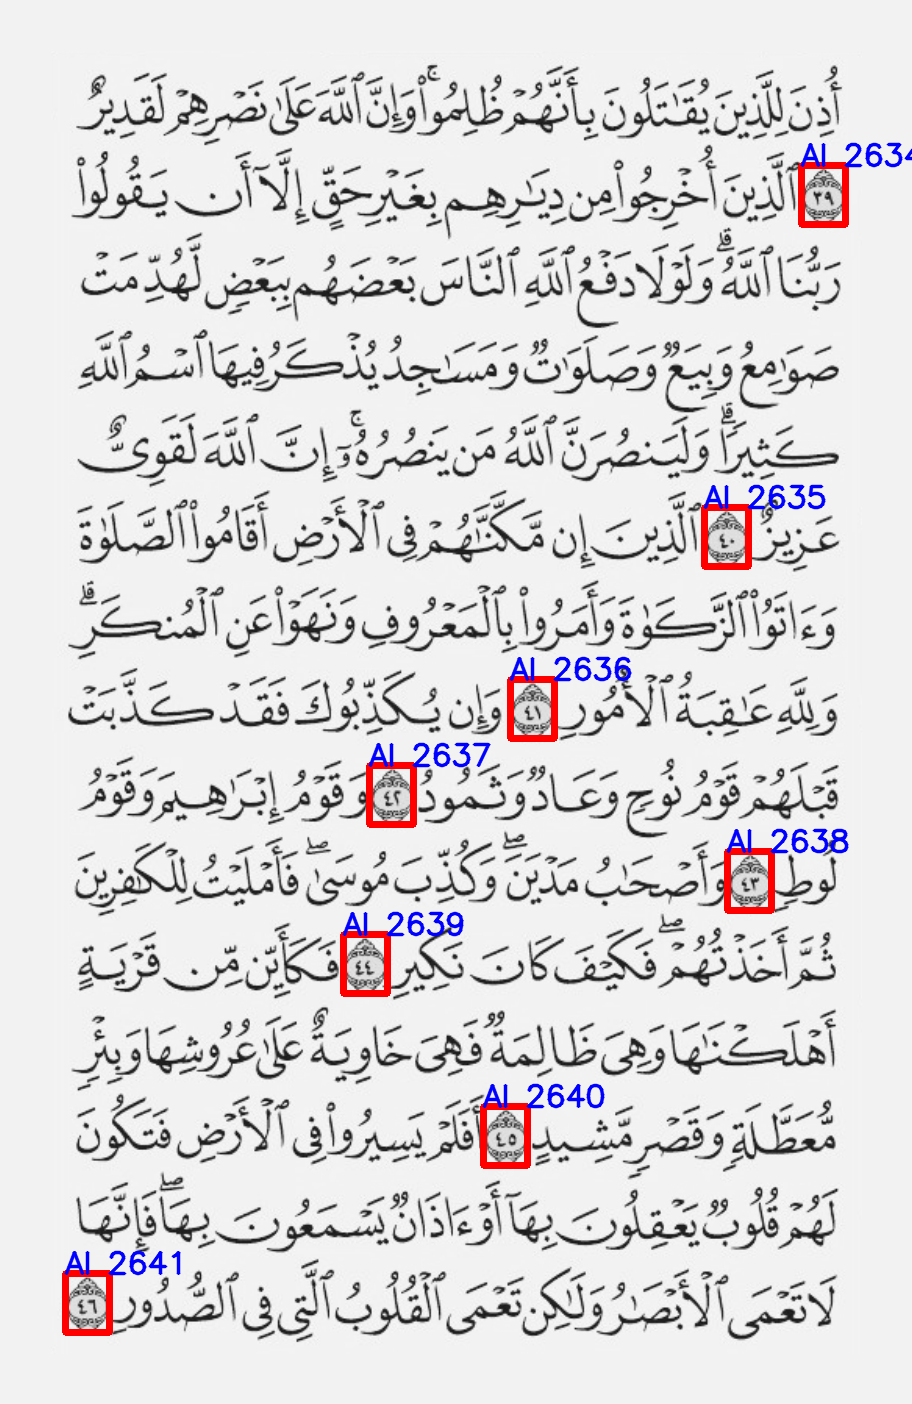 أُذِنَ لِلَّذِينَ يُقَٰتَلُونَ بِأَنَّهُمْ ظُلِمُوا۟ۚ وَإِنَّ ٱللَّهَ عَلَىٰ نَصْرِهِمْ لَقَدِيرٌ
AI 2634
٣٩ ٱلَّذِينَ أُخْرِجُوا۟ مِن دِيَٰرِهِم بِغَيْرِ حَقٍّ إِلَّآ أَن يَقُولُوا۟
رَبُّنَا ٱللَّهُۗ وَلَوْلَا دَفْعُ ٱللَّهِ ٱلنَّاسَ بَعْضَهُم بِبَعْضٍ لَّهُدِّمَتْ
صَوَٰمِعُ وَبِيَعٌ وَصَلَوَٰتٌ وَمَسَٰجِدُ يُذْكَرُ فِيهَا ٱسْمُ ٱللَّهِ
كَثِيرًاۗ وَلَيَنصُرَنَّ ٱللَّهُ مَن يَنصُرُهُۥٓۚ إِنَّ ٱللَّهَ لَقَوِىٌّ
AI 2635
عَزِيزٌ ٤٠ ٱلَّذِينَ إِن مَّكَّنَّٰهُمْ فِى ٱلْأَرْضِ أَقَامُوا۟ ٱلصَّلَوٰةَ
وَءَاتَوُا۟ ٱلزَّكَوٰةَ وَأَمَرُوا۟ بِٱلْمَعْرُوفِ وَنَهَوْا۟ عَنِ ٱلْمُنكَرِۗ
AI 2636
وَلِلَّهِ عَٰقِبَةُ ٱلْأُمُورِ ٤١ وَإِن يُكَذِّبُوكَ فَقَدْ كَذَّبَتْ
AI 2637
قَبْلَهُمْ قَوْمُ نُوحٍ وَعَادٌ وَثَمُودُ ٤٢ وَقَوْمُ إِبْرَٰهِيمَ وَقَوْمُ
AI 2638
لُوطٍ ٤٣ وَأَصْحَٰبُ مَدْيَنَۖ وَكُذِّبَ مُوسَىٰۖ فَأَمْلَيْتُ لِلْكَٰفِرِينَ
AI 2639
ثُمَّ أَخَذْتُهُمْۖ فَكَيْفَ كَانَ نَكِيرِ ٤٤ فَكَأَيِّن مِّن قَرْيَةٍ
أَهْلَكْنَٰهَا وَهِىَ ظَالِمَةٌ فَهِىَ خَاوِيَةٌ عَلَىٰ عُرُوشِهَا وَبِئْرٍ
AI 2640
مُّعَطَّلَةٍ وَقَصْرٍ مَّشِيدٍ ٤٥ أَفَلَمْ يَسِيرُوا۟ فِى ٱلْأَرْضِ فَتَكُونَ
لَهُمْ قُلُوبٌ يَعْقِلُونَ بِهَآ أَوْ ءَاذَانٌ يَسْمَعُونَ بِهَاۖ فَإِنَّهَا
AI 2641
لَا تَعْمَى ٱلْأَبْصَٰرُ وَلَٰكِن تَعْمَى ٱلْقُلُوبُ ٱلَّتِى فِى ٱلصُّدُورِ ٤٦